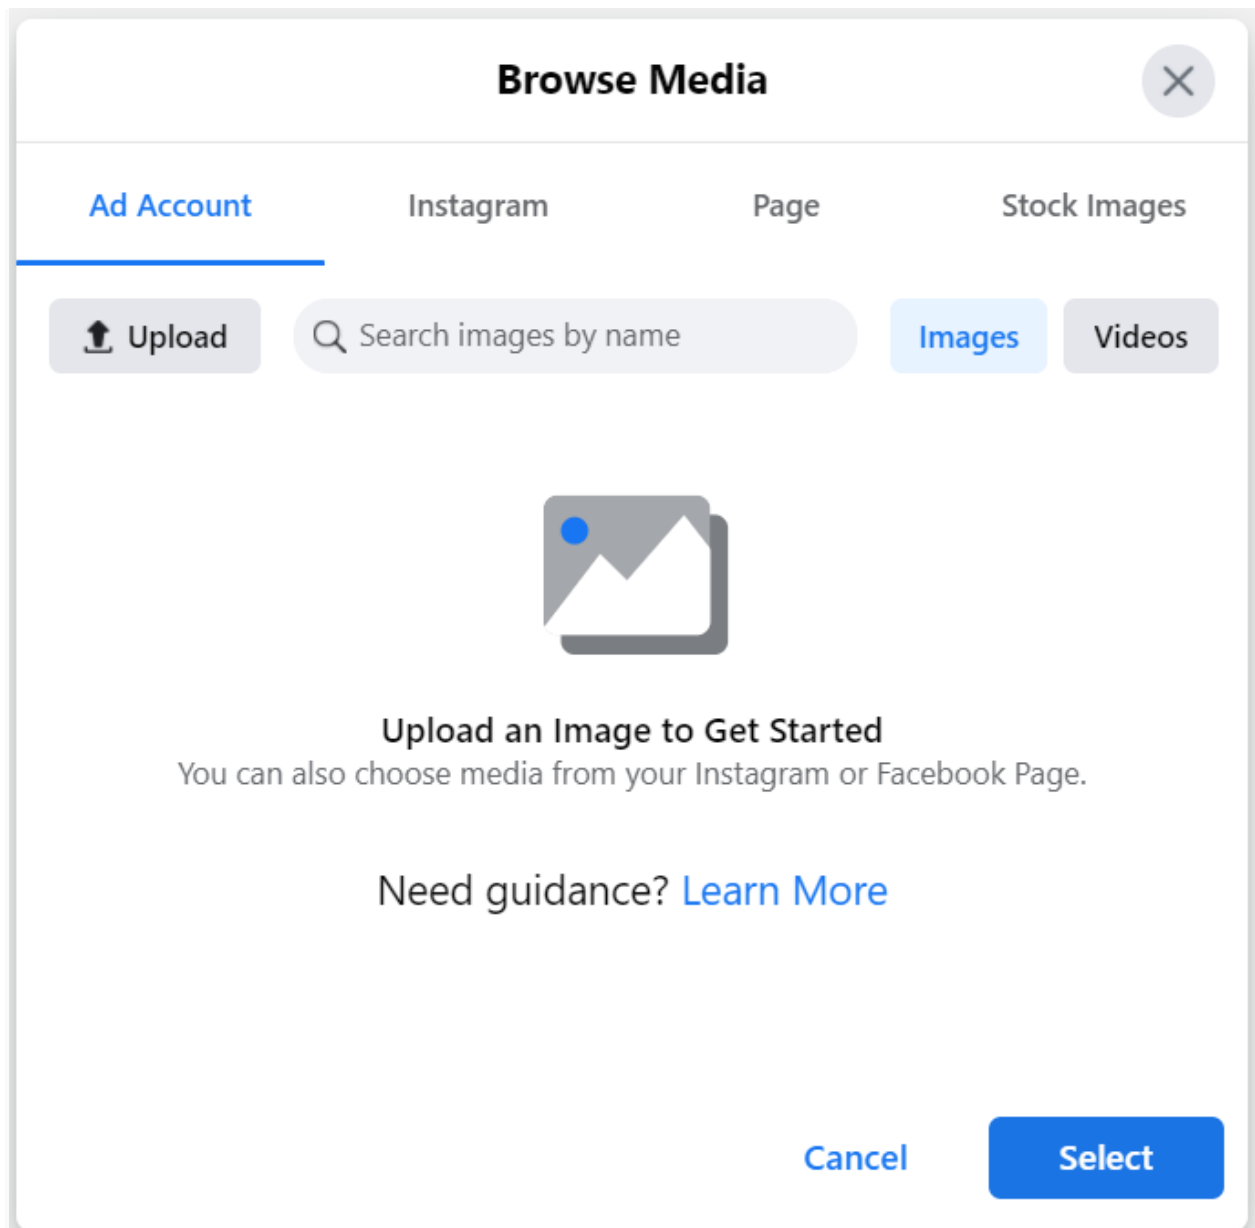 Browse Media
Ad Account Instagram Page Stock Images
Upload Search images by name Images Videos
Upload an Image to Get Started
You can also choose media from your Instagram or Facebook Page.
Need guidance? Learn More
Cancel Select